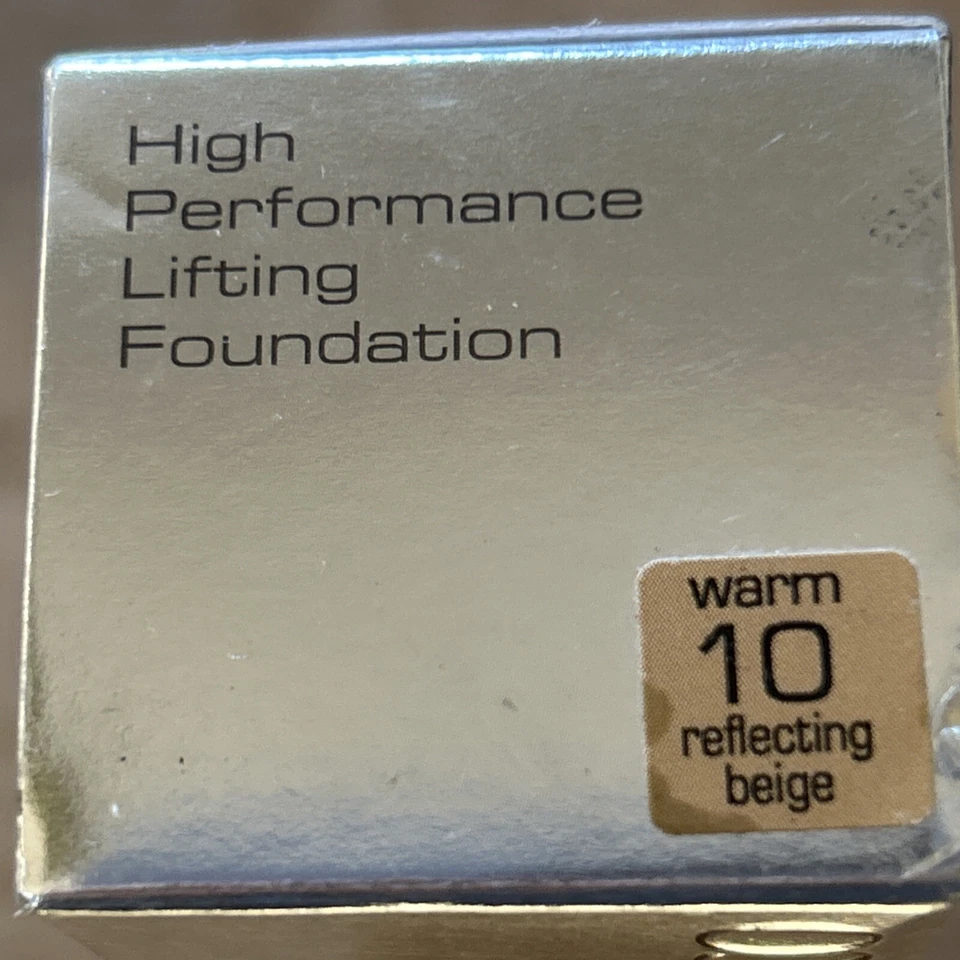 High
Performance
Lifting
Foundation
warm
10
reflecting
beige